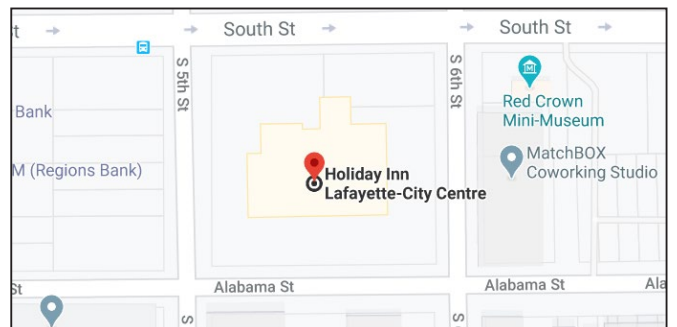 t
South St
South St
S 5th St
S 6th St
Red Crown
Mini-Museum
Bank
MatchBOX
Coworking Studio
M (Regions Bank)
Holiday Inn
Lafayette-City Centre
St
Alabama St
Alabama St
Ala
S
S